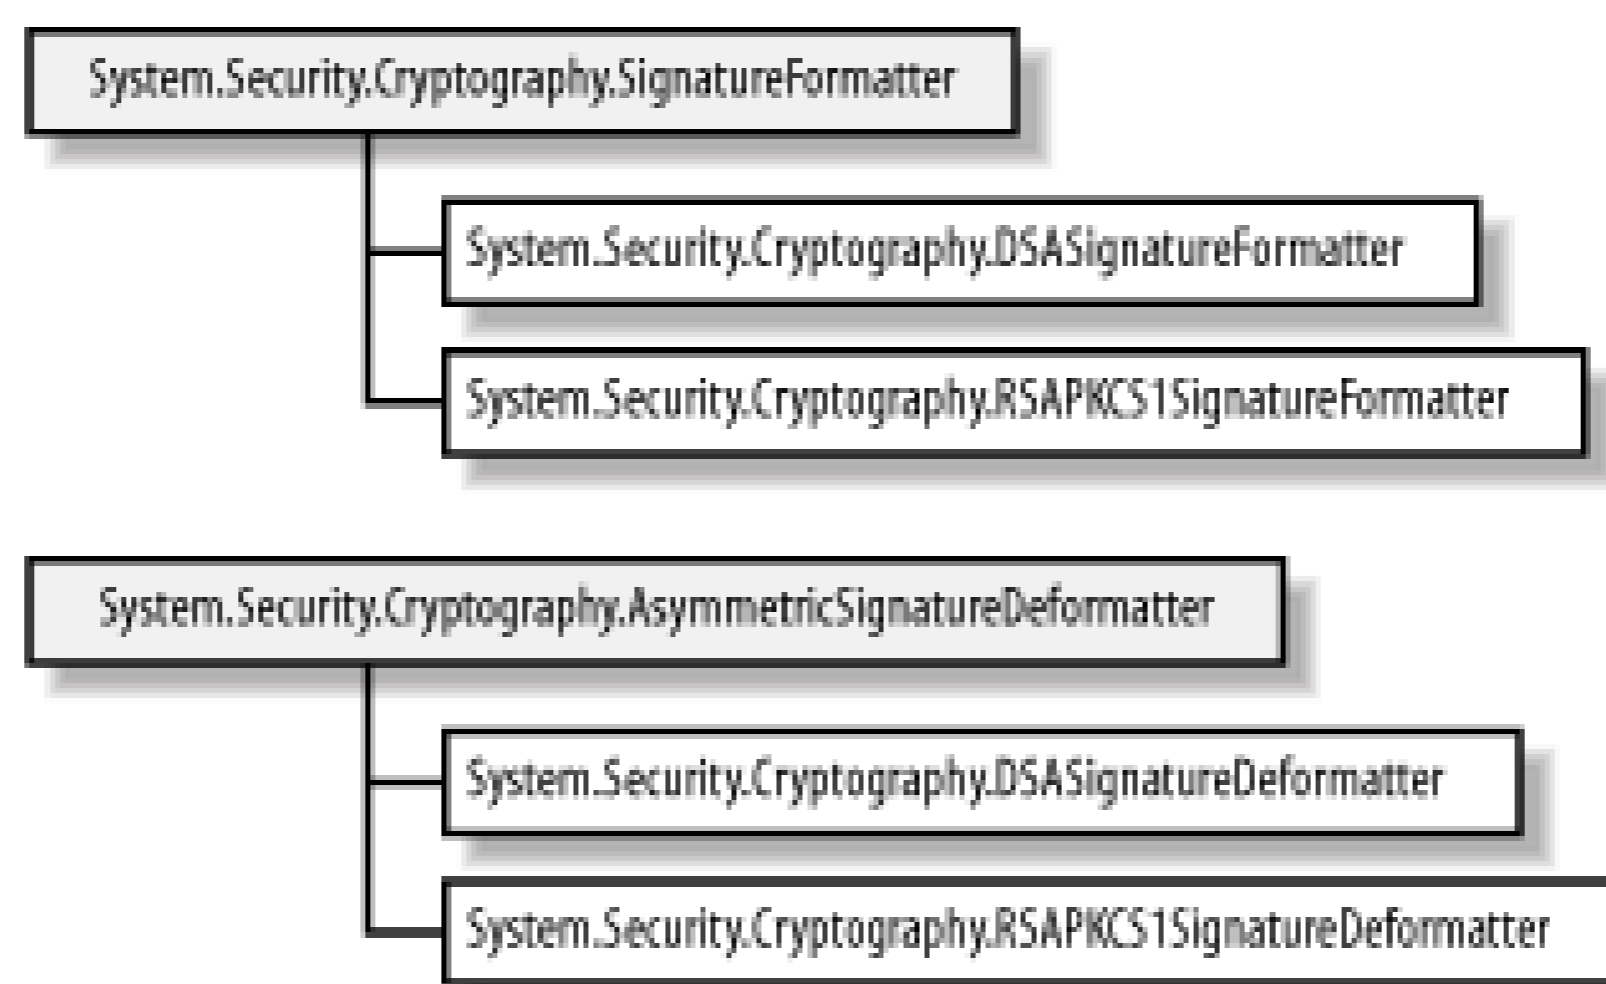 System.Security.Cryptography.SignatureFormatter
System.Security.Cryptography.DSASignatureFormatter
System.Security.Cryptography.RSAPKCS1SignatureFormatter
System.Security.Cryptography.AsymmetricSignatureDeformatter
System.Security.Cryptography.DSASignatureDeformatter
System.Security.Cryptography.RSAPKCS1SignatureDeformatter